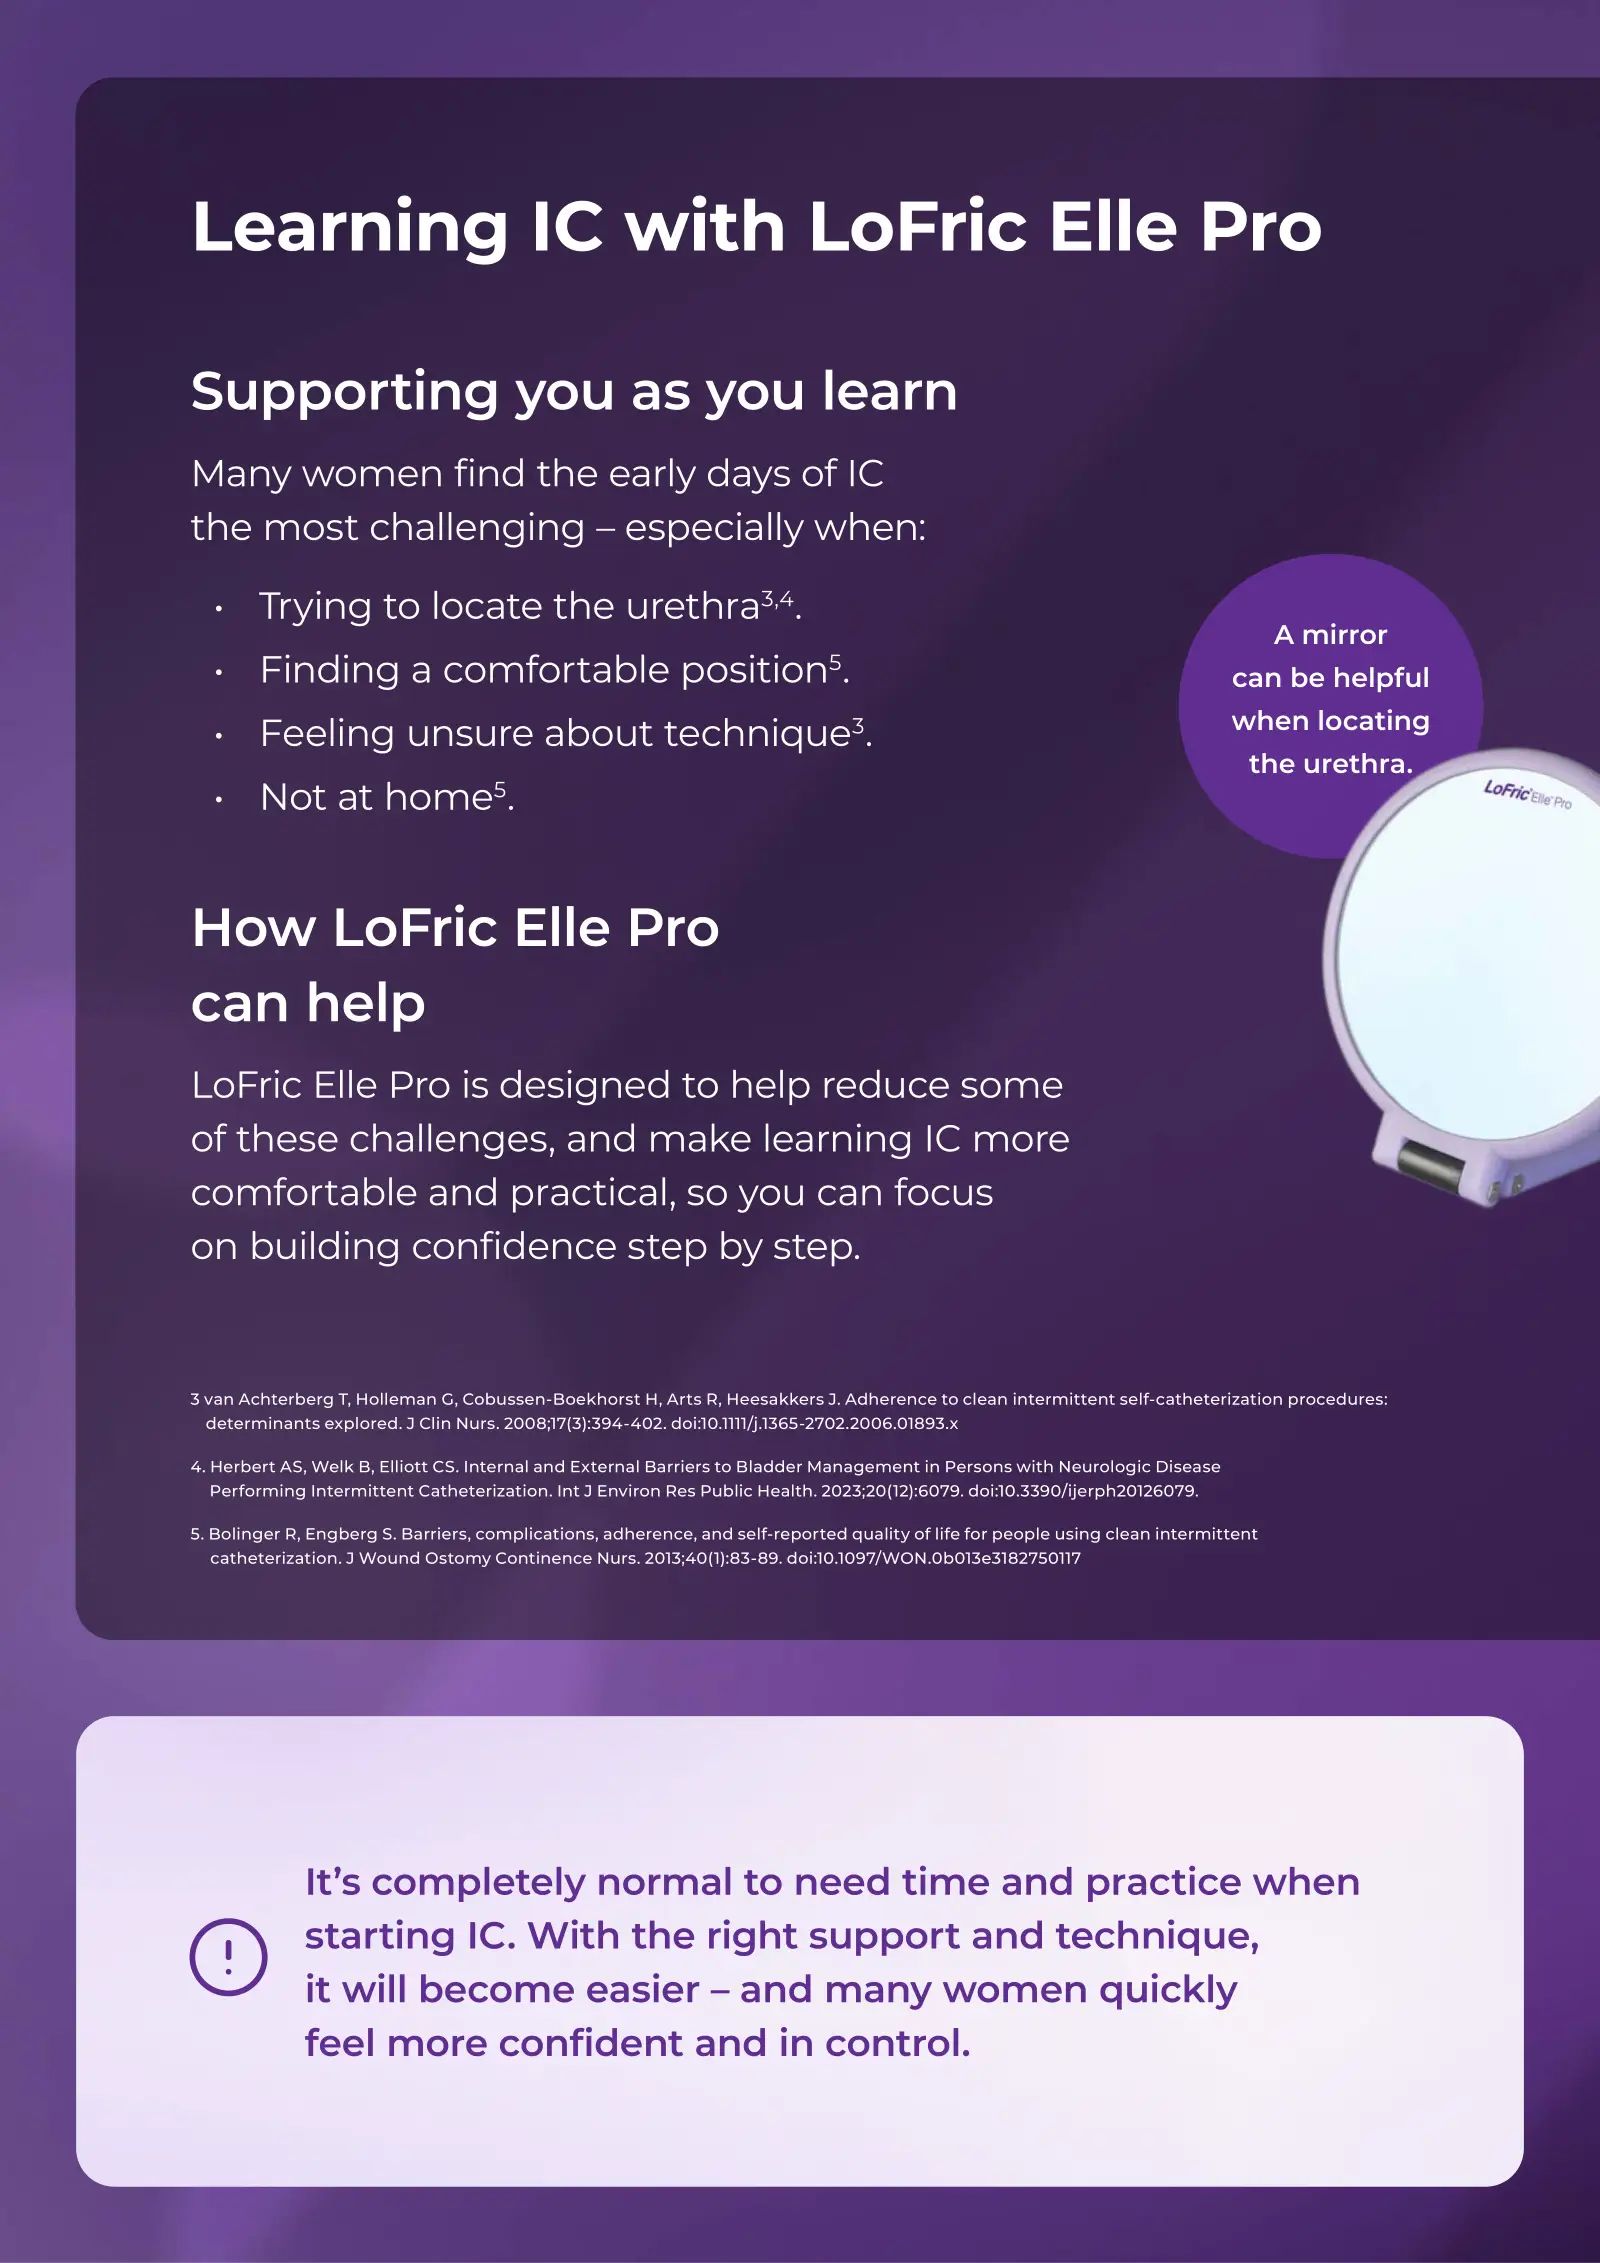 Learning IC with LoFric Elle Pro
Supporting you as you learn
Many women find the early days of IC
the most challenging – especially when:
• Trying to locate the urethra3,4.
• Finding a comfortable position5.
• Feeling unsure about technique3.
• Not at home5.
A mirror
can be helpful
when locating
the urethra.
LoFric Elle Pro
How LoFric Elle Pro
can help
LoFric Elle Pro is designed to help reduce some
of these challenges, and make learning IC more
comfortable and practical, so you can focus
on building confidence step by step.
3 van Achterberg T, Holleman G, Cobussen-Boekhorst H, Arts R, Heesakkers J. Adherence to clean intermittent self-catheterization procedures:
determinants explored. J Clin Nurs. 2008;17(3):394-402. doi:10.1111/j.1365-2702.2006.01893.x
4. Herbert AS, Welk B, Elliott CS. Internal and External Barriers to Bladder Management in Persons with Neurologic Disease
Performing Intermittent Catheterization. Int J Environ Res Public Health. 2023;20(12):6079. doi:10.3390/ijerph20126079.
5. Bolinger R, Engberg S. Barriers, complications, adherence, and self-reported quality of life for people using clean intermittent
catheterization. J Wound Ostomy Continence Nurs. 2013;40(1):83-89. doi:10.1097/WON.0b013e3182750117
It’s completely normal to need time and practice when
starting IC. With the right support and technique,
it will become easier – and many women quickly
feel more confident and in control.